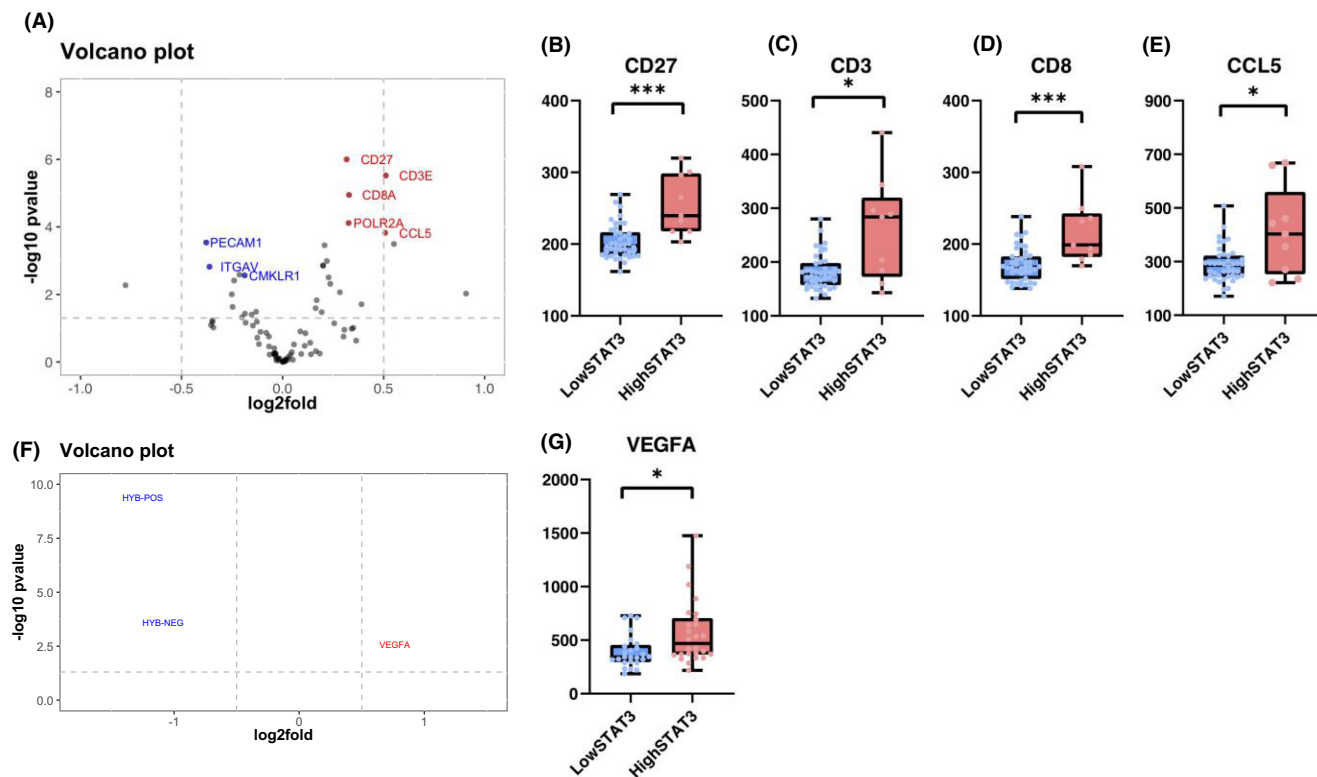 (A)
Volcano plot
8
6
4
2
0
-log10 pvalue
CD27
CD3E
CD8A
POLR2A
CCL5
PECAM1
ITGAV
CMKLR1
-1.0 -0.5 0.0 0.5 1.0
log2fold
(B)
CD27
***
400
300
200
100
LowSTAT3
HighSTAT3
(C)
CD3
*
500
400
300
200
100
LowSTAT3
HighSTAT3
(D)
CD8
***
400
300
200
100
LowSTAT3
HighSTAT3
(E)
CCL5
*
900
700
500
300
100
LowSTAT3
HighSTAT3
(F) Volcano plot
10.0
7.5
5.0
2.5
0.0
-log10 pvalue
HYB-POS
HYB-NEG
VEGFA
-1 0 1
log2fold
(G)
VEGFA
*
2000
1500
1000
500
0
LowSTAT3
HighSTAT3